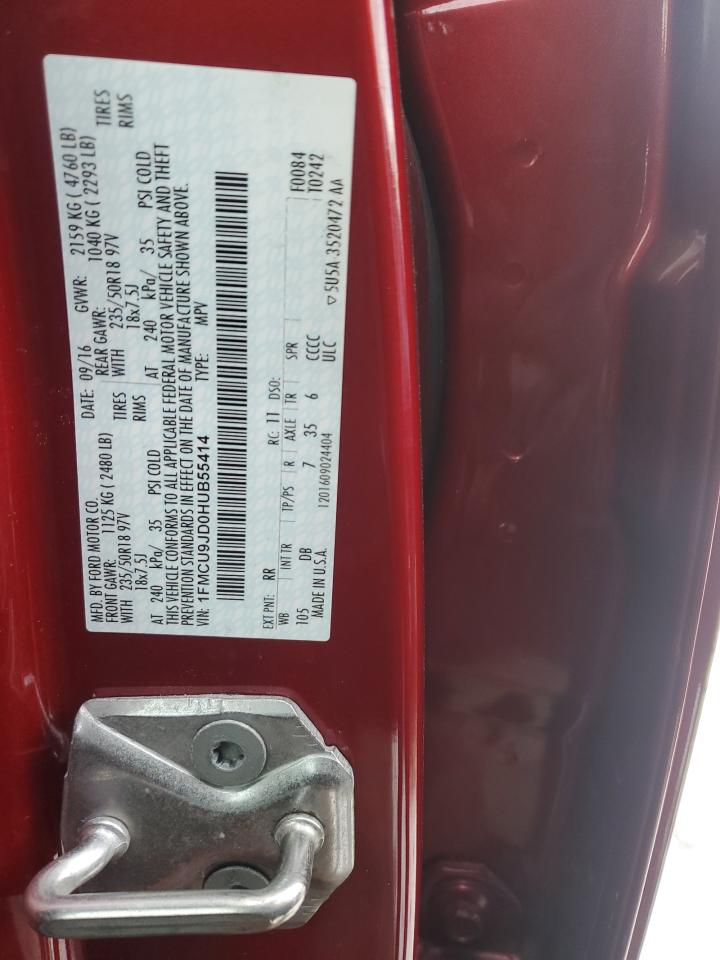 MFD. BY FORD MOTOR CO.
DATE: 09/16 GVWR: 2159 KG ( 4760 LB)
FRONT GAWR: 1125 KG ( 2480 LB) REAR GAWR: 1040 KG ( 2293 LB)
WITH 235/50R18 97V TIRES WITH 235/50R18 97V TIRES
18x7.5J RIMS 18x7.5J RIMS
AT 240 kPa/ 35 PSI COLD AT 240 kPa/ 35 PSI COLD
THIS VEHICLE CONFORMS TO ALL APPLICABLE FEDERAL MOTOR VEHICLE SAFETY AND THEFT
PREVENTION STANDARDS IN EFFECT ON THE DATE OF MANUFACTURE SHOWN ABOVE.
VIN: 1FMCU9JD0HUB55414 TYPE: MPV
F0084
T0242
EXT PNT: RR RC: 11 DSO:
WB INT TR TP/PS R AXLE TR SPR
105 DB 7 35 6 CCCC
MADE IN U.S.A. 1201609024404 ULC
▽5U5A 3520472 AA